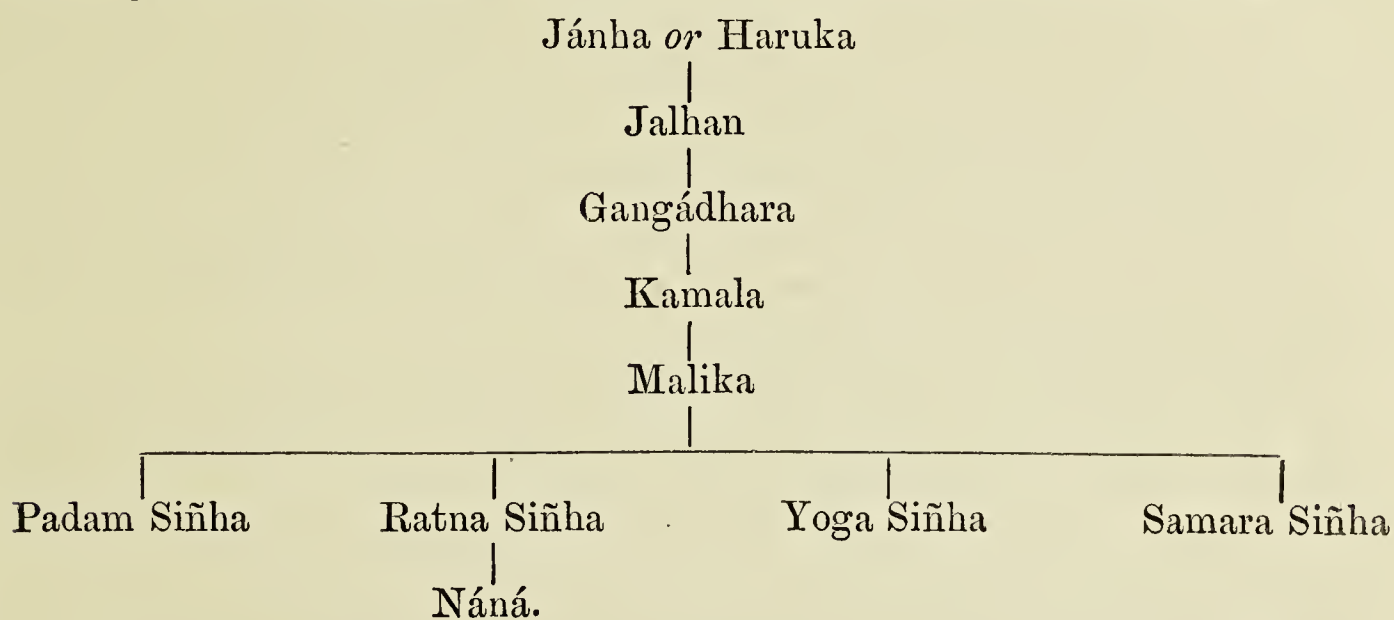 Jánha or Haruka
Jalhan
Gangádhara
Kamala
Malika
Padam Siñha Ratna Siñha Yoga Siñha Samara Siñha
Náná.